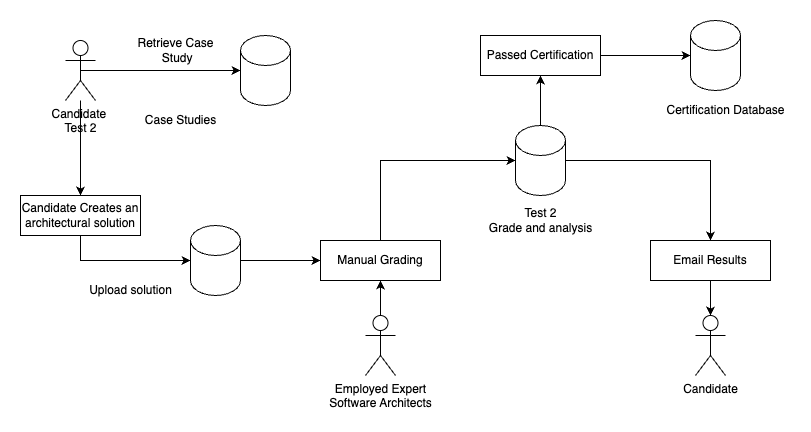 Retrieve Case
Study
Candidate
Test 2
Case Studies
Candidate Creates an
architectural solution
Upload solution
Manual Grading
Employed Expert
Software Architects
Passed Certification
Certification Database
Test 2
Grade and analysis
Email Results
Candidate